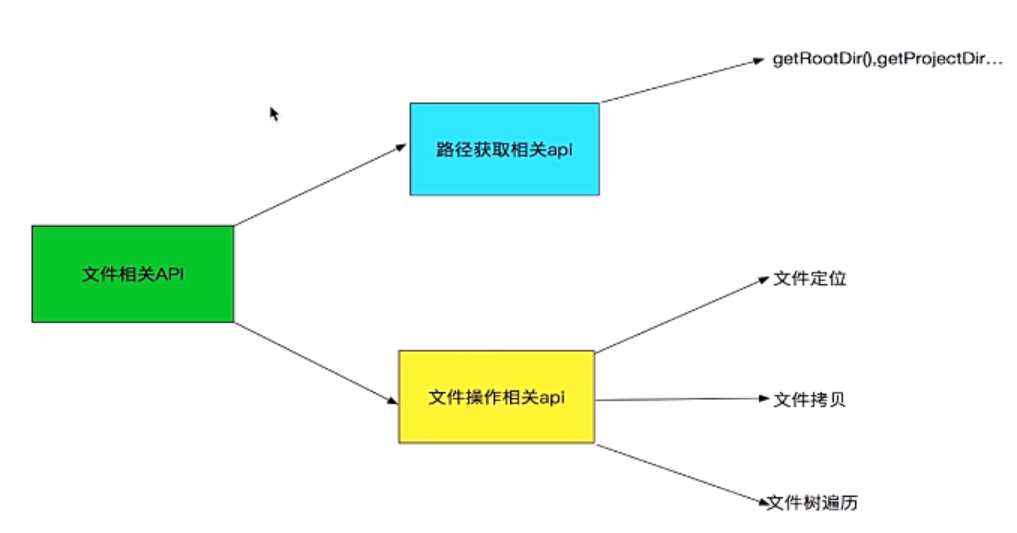 getRootDir(),getProjectDir...
路径获取相关api
文件相关API
文件定位
文件操作相关api
文件拷贝
文件树遍历